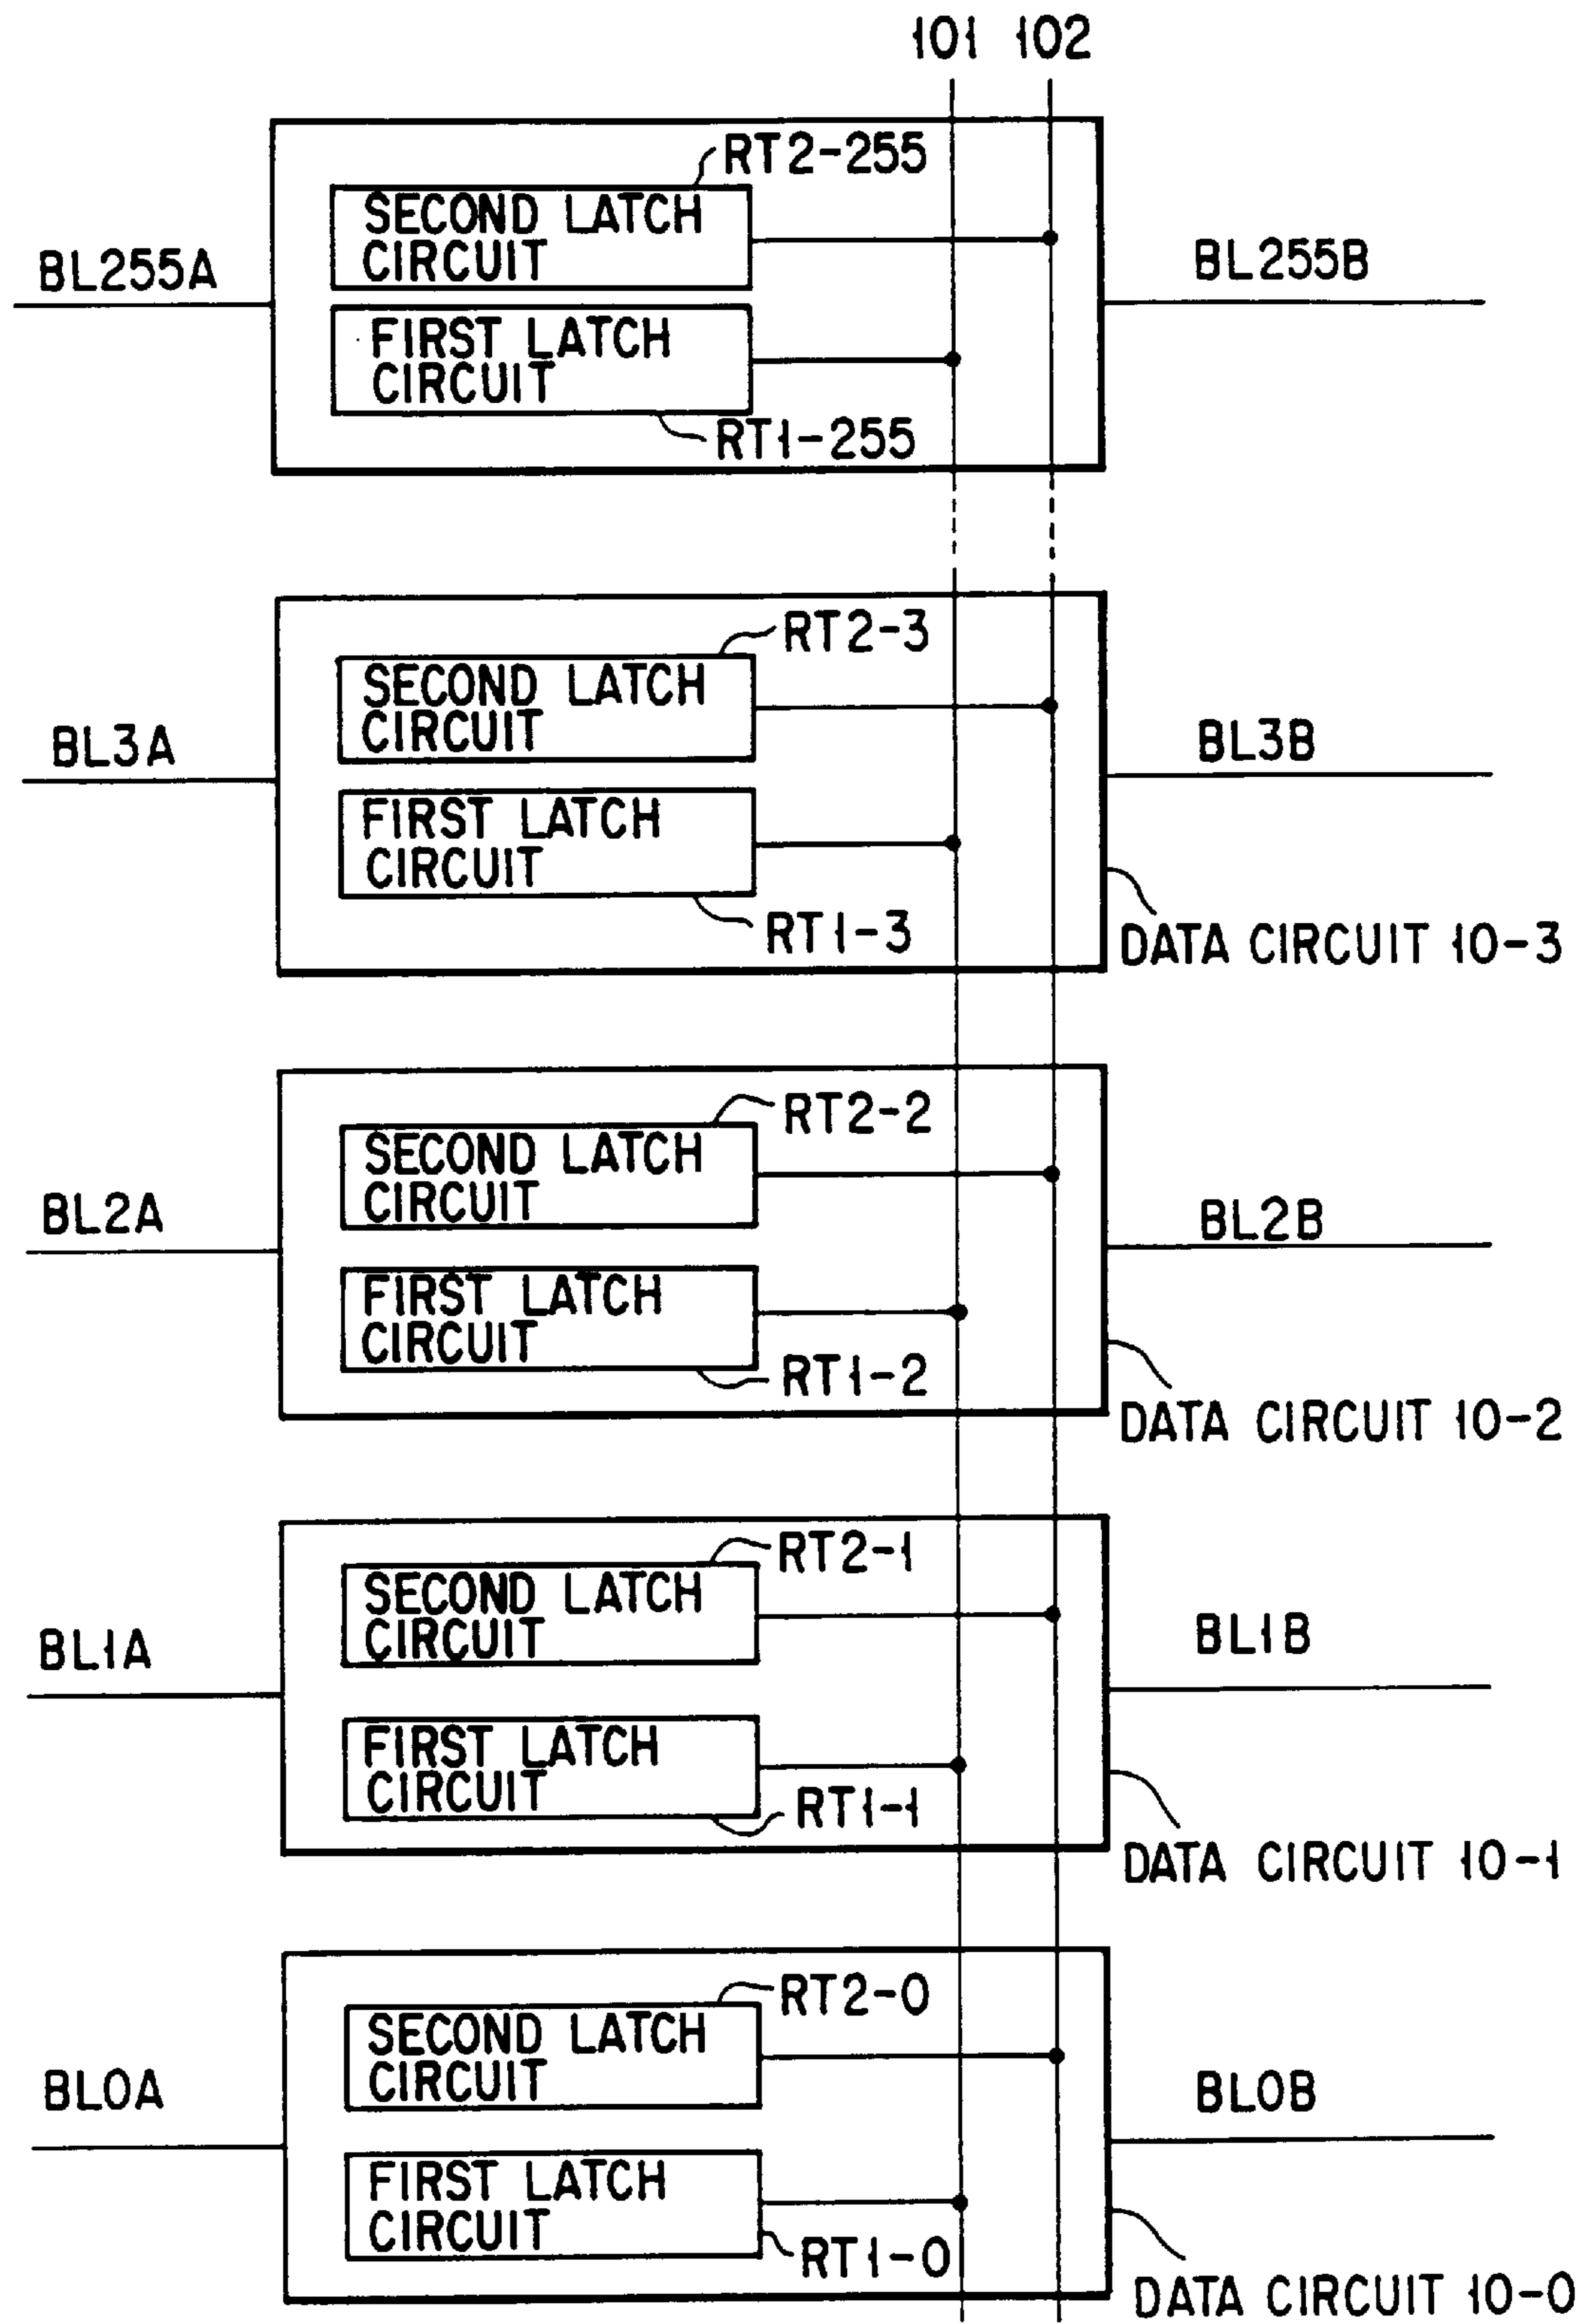 101 102
RT2-255
SECOND LATCH
CIRCUIT
BL255A
BL255B
FIRST LATCH
CIRCUIT
RT1-255
RT2-3
SECOND LATCH
CIRCUIT
BL3A
BL3B
FIRST LATCH
CIRCUIT
RT1-3
DATA CIRCUIT 10-3
RT2-2
SECOND LATCH
CIRCUIT
BL2A
BL2B
FIRST LATCH
CIRCUIT
RT1-2
DATA CIRCUIT 10-2
RT2-1
SECOND LATCH
CIRCUIT
BL1A
BL1B
FIRST LATCH
CIRCUIT
RT1-1
DATA CIRCUIT 10-1
RT2-0
SECOND LATCH
CIRCUIT
BL0A
BL0B
FIRST LATCH
CIRCUIT
RT1-0
DATA CIRCUIT 10-0